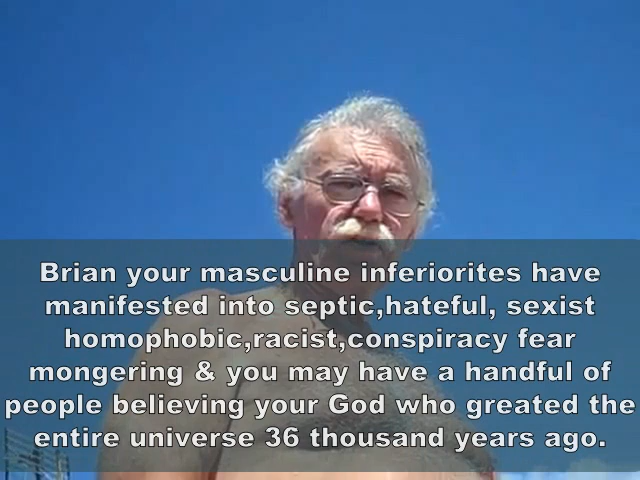 Brian your masculine inferiorites have
manifested into septic,hateful, sexist
homophobic,racist,conspiracy fear
mongering & you may have a handful of
people believing your God who greated the
entire universe 36 thousand years ago.